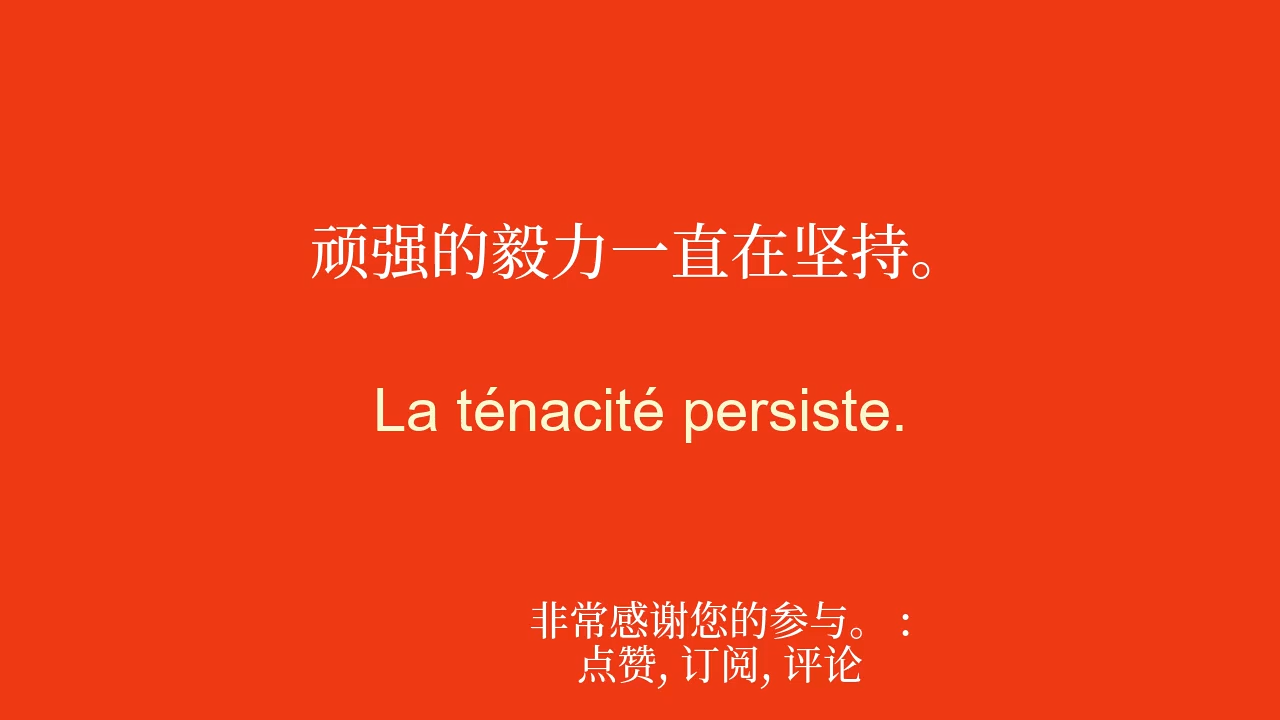 顽强的毅力一直在坚持。
La ténacité persiste.
非常感谢您的参与。 :
点赞, 订阅, 评论